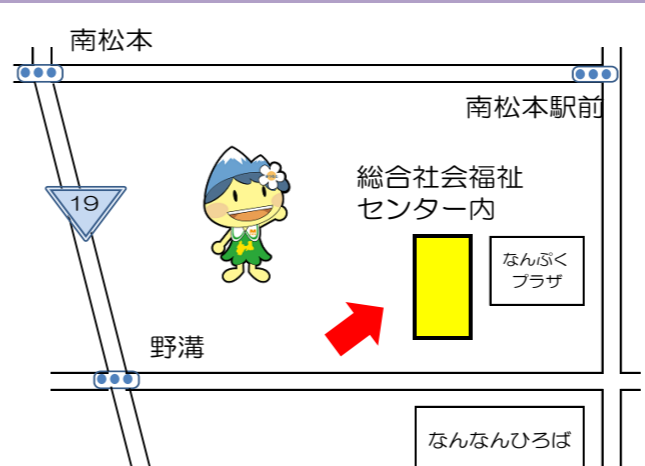 南松本
南松本駅前
総合社会福祉
センター内
19
なんぷく
プラザ
野溝
なんなんひろば